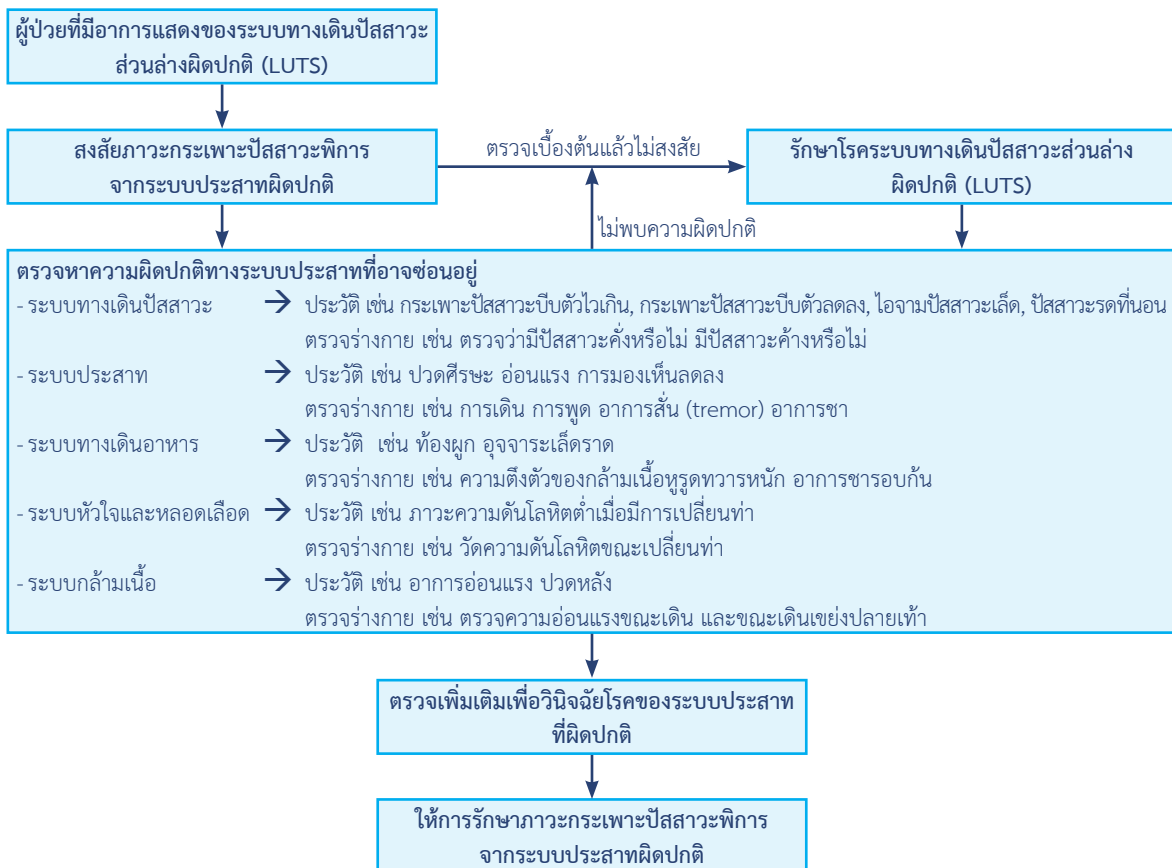 ผู้ป่วยที่มีอาการแสดงของระบบทางเดินปัสสาวะ
ส่วนล่างผิดปกติ (LUTS)
สงสัยภาวะกระเพาะปัสสาวะพิการ
จากระบบประสาทผิดปกติ
ตรวจเบื้องต้นแล้วไม่สงสัย
รักษาโรคระบบทางเดินปัสสาวะส่วนล่าง
ผิดปกติ (LUTS)
ไม่พบความผิดปกติ
ตรวจหาความผิดปกติทางระบบประสาทที่อาจซ่อนอยู่
- ระบบทางเดินปัสสาวะ → ประวัติ เช่น กระเพาะปัสสาวะบีบตัวไวเกิน, กระเพาะปัสสาวะบีบตัวลดลง, ไอจามปัสสาวะเล็ด, ปัสสาวะรดที่นอน
ตรวจร่างกาย เช่น ตรวจว่ามีปัสสาวะคั่งหรือไม่ มีปัสสาวะค้างหรือไม่
- ระบบประสาท → ประวัติ เช่น ปวดศีรษะ อ่อนแรง การมองเห็นลดลง
ตรวจร่างกาย เช่น การเดิน การพูด อาการสั่น (tremor) อาการชา
- ระบบทางเดินอาหาร → ประวัติ เช่น ท้องผูก อุจจาระเล็ดราด
ตรวจร่างกาย เช่น ความตึงตัวของกล้ามเนื้อหูรูดทวารหนัก อาการชารอบก้น
- ระบบหัวใจและหลอดเลือด → ประวัติ เช่น ภาวะความดันโลหิตต่ำเมื่อมีการเปลี่ยนท่า
ตรวจร่างกาย เช่น วัดความดันโลหิตขณะเปลี่ยนท่า
- ระบบกล้ามเนื้อ → ประวัติ เช่น อาการอ่อนแรง ปวดหลัง
ตรวจร่างกาย เช่น ตรวจความอ่อนแรงขณะเดิน และขณะเดินเขย่งปลายเท้า
ตรวจเพิ่มเติมเพื่อวินิจฉัยโรคของระบบประสาท
ที่ผิดปกติ
ให้การรักษาภาวะกระเพาะปัสสาวะพิการ
จากระบบประสาทผิดปกติ